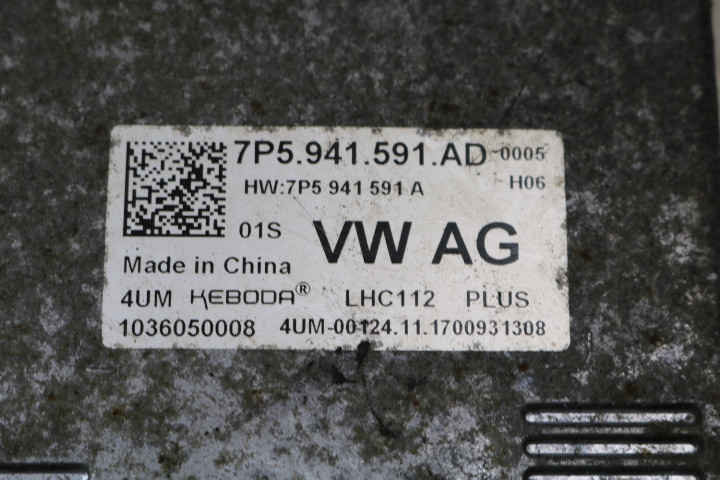 7P5.941.591.AD -0005
HW:7P5 941 591 A H06
01S VW AG
Made in China
4UM KEBODA® LHC112 PLUS
1036050008 4UM-00124.11.1700931308